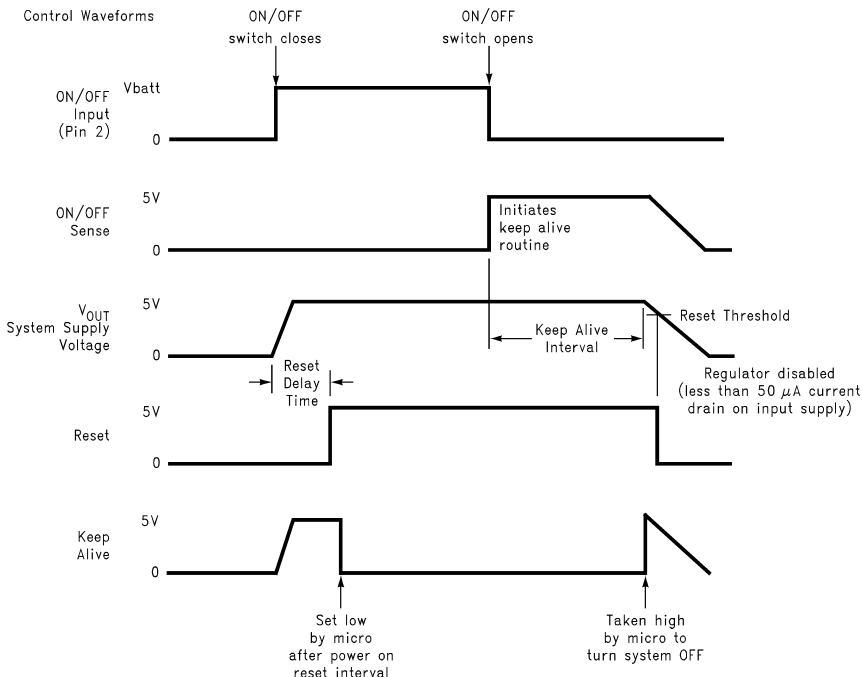 Control Waveforms
ON/OFF
switch closes
ON/OFF
switch opens
Vbatt
ON/OFF
Input
(Pin 2)
0
5V
ON/OFF
Sense
0
Initiates
keep alive
routine
5V
VOUT
System Supply
Voltage
0
Keep Alive
Interval
Reset Threshold
Reset
Delay
Time
Regulator disabled
(less than 50 μA current
drain on input supply)
5V
Reset
0
5V
Keep
Alive
0
Set low
by micro
after power on
reset interval
Taken high
by micro to
turn system OFF